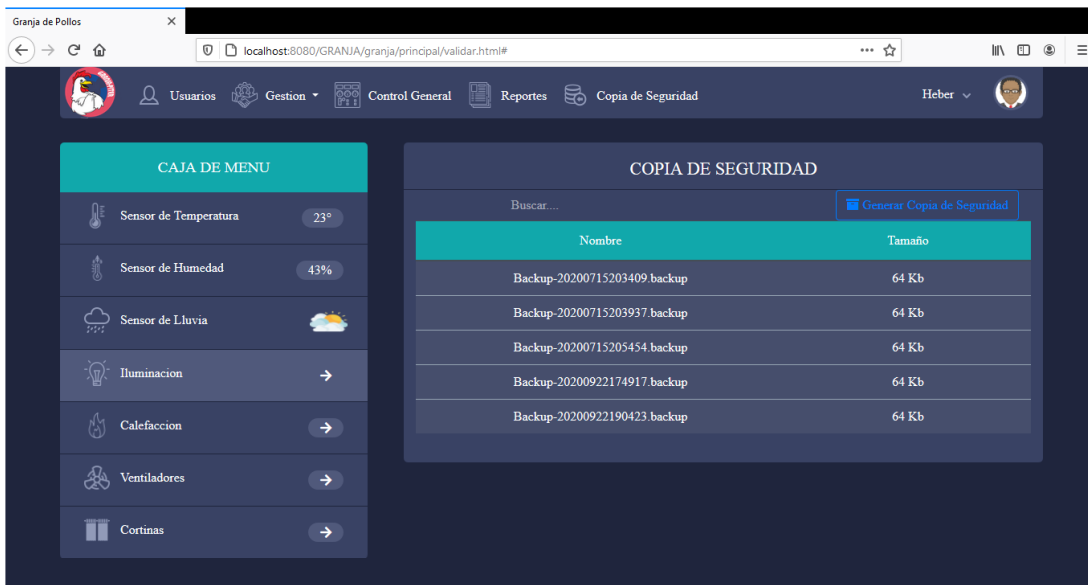 Granja de Pollos
localhost:8080/GRANJA/granja/principal/validar.html#
Usuarios Gestion Control General Reportes Copia de Seguridad Heber
CAJA DE MENU
Sensor de Temperatura 23°
Sensor de Humedad 43%
Sensor de Lluvia
Iluminacion
Calefaccion
Ventiladores
Cortinas
COPIA DE SEGURIDAD
Buscar.... Generar Copia de Seguridad
Nombre Tamaño
Backup-20200715203409.backup 64 Kb
Backup-20200715203937.backup 64 Kb
Backup-20200715205454.backup 64 Kb
Backup-20200922174917.backup 64 Kb
Backup-20200922190423.backup 64 Kb